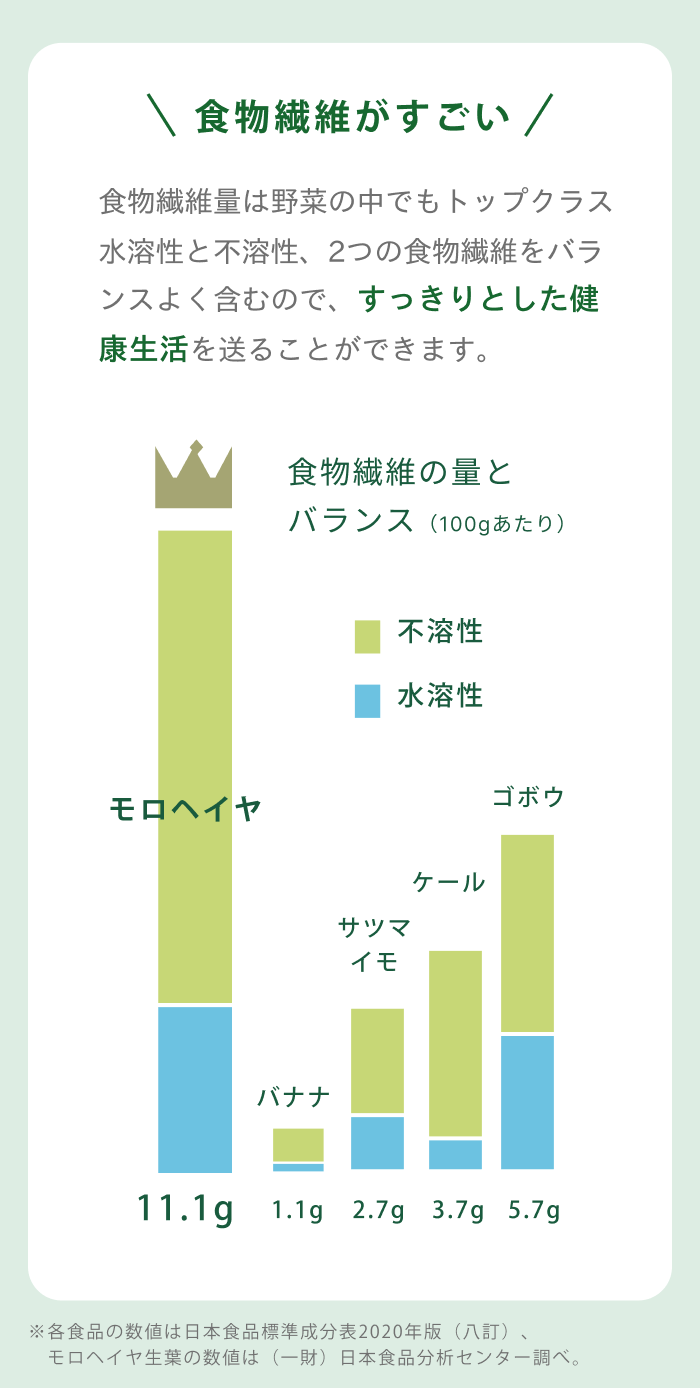 食物繊維がすごい
食物繊維量は野菜の中でもトップクラス
水溶性と不溶性、2つの食物繊維をバラ
ンスよく含むので、すっきりとした健
康生活を送ることができます。
食物繊維の量と
バランス（100gあたり）
不溶性
水溶性
モロヘイヤ
バナナ
サツマ
イモ
ケール
ゴボウ
11.1g 1.1g 2.7g 3.7g 5.7g
※各食品の数値は日本食品標準成分表2020年版（八訂）、
モロヘイヤ生葉の数値は（一財）日本食品分析センター調べ。